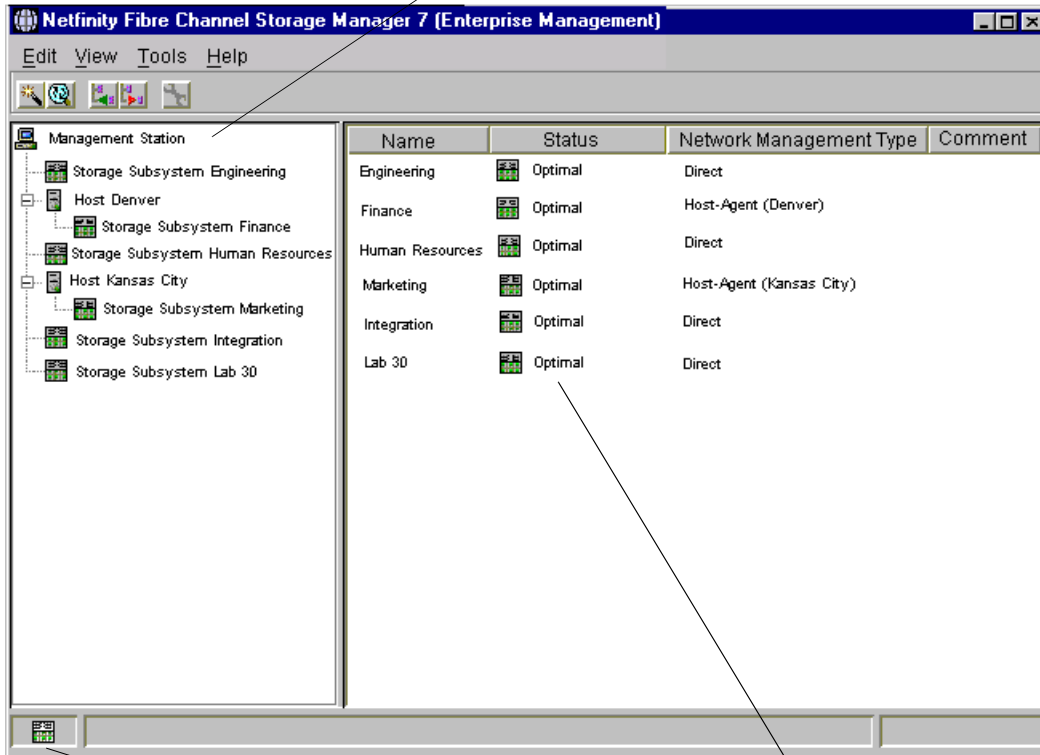 Netfinity Fibre Channel Storage Manager 7 (Enterprise Management)
Edit View Tools Help
Management Station
Storage Subsystem Engineering
Host Denver
Storage Subsystem Finance
Storage Subsystem Human Resources
Host Kansas City
Storage Subsystem Marketing
Storage Subsystem Integration
Storage Subsystem Lab 30
Name Status Network Management Type Comment
Engineering Optimal Direct
Finance Optimal Host-Agent (Denver)
Human Resources Optimal Direct
Marketing Optimal Host-Agent (Kansas City)
Integration Optimal Direct
Lab 30 Optimal Direct